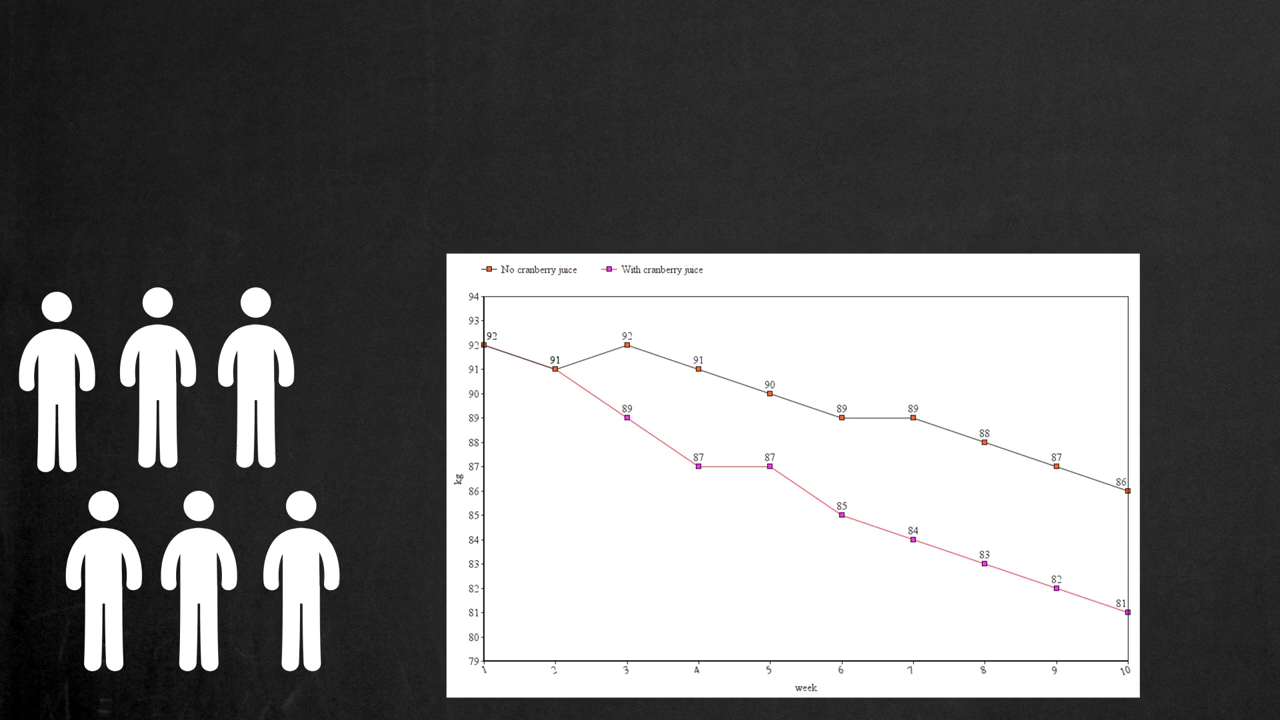 No cranberry juice With cranberry juice
94
93
92
91
90
89
88
87
86
85
84
83
82
81
80
79
kg
92 91 92 91 90 89 89 88 87 86
89 87 87 85 84 83 82 81
1 2 3 4 5 6 7 8 9 10
week